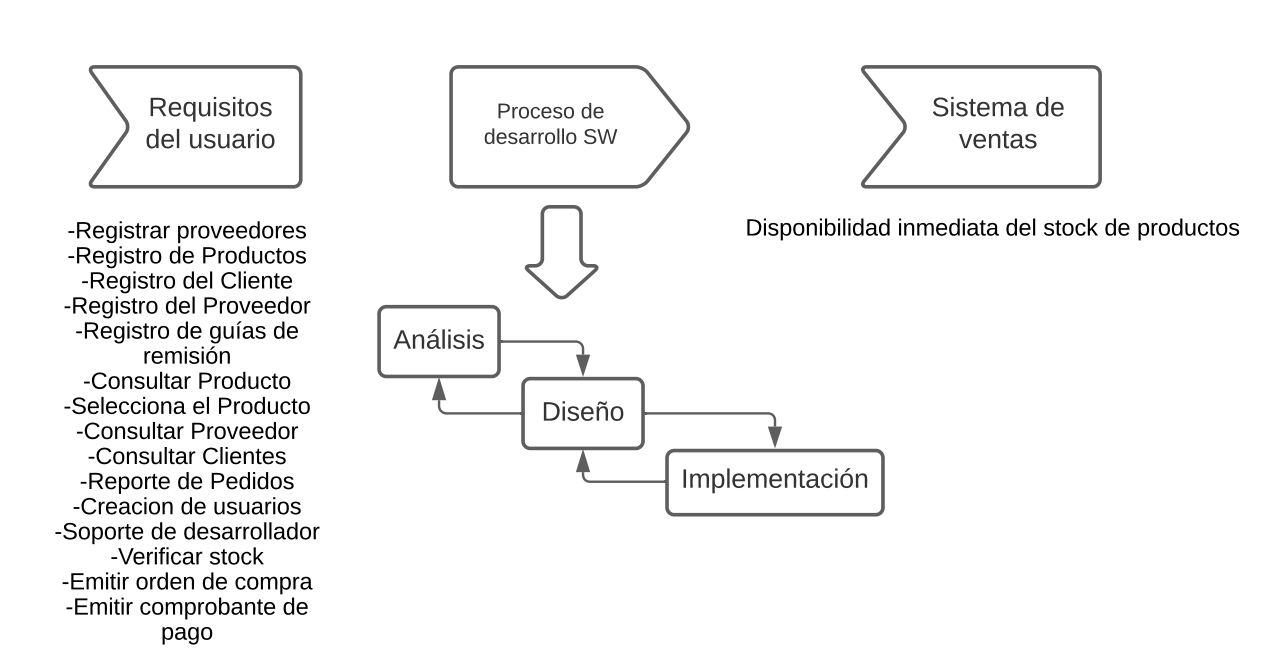 Requisitos
del usuario
Proceso de
desarrollo SW
Sistema de
ventas
-Registrar proveedores
-Registro de Productos
-Registro del Cliente
-Registro del Proveedor
-Registro de guías de
remisión
-Consultar Producto
-Selecciona el Producto
-Consultar Proveedor
-Consultar Clientes
-Reporte de Pedidos
-Creacion de usuarios
-Soporte de desarrollador
-Verificar stock
-Emitir orden de compra
-Emitir comprobante de
pago
Análisis
Diseño
Implementación
Disponibilidad inmediata del stock de productos